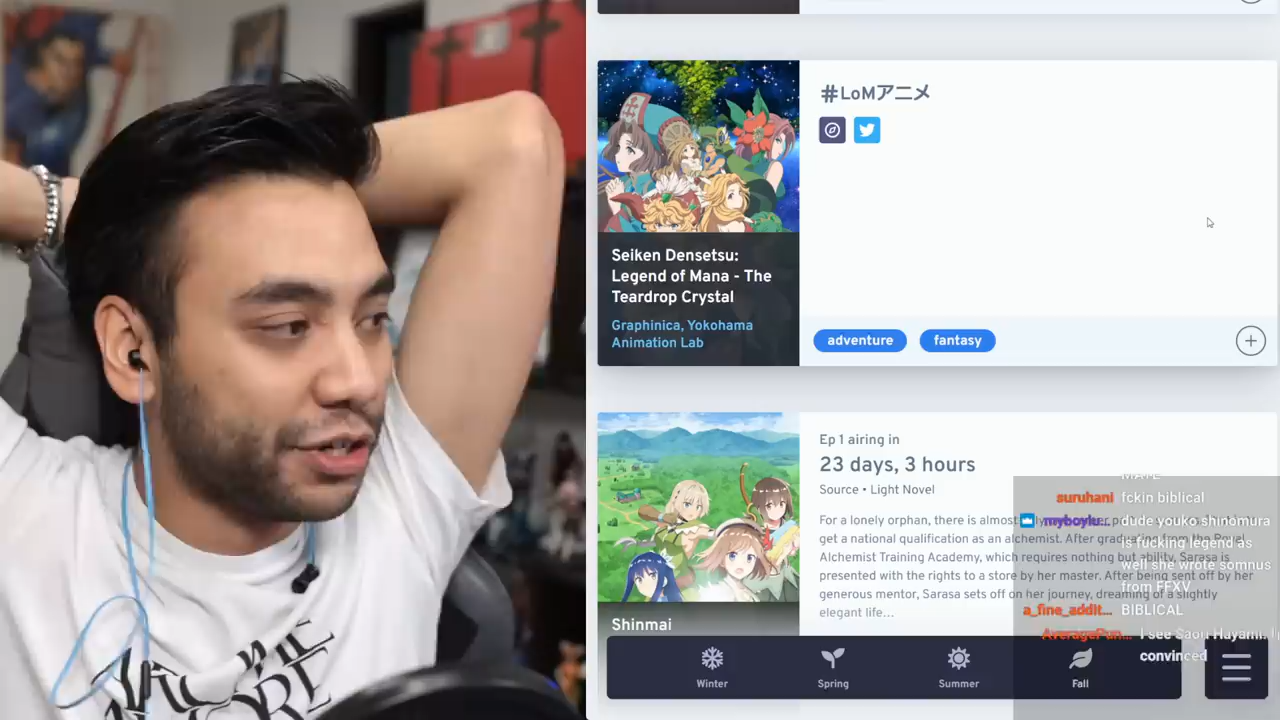 #LoMアニメ
Seiken Densetsu:
Legend of Mana - The
Teardrop Crystal
Graphinica, Yokohama
Animation Lab
adventure fantasy
Ep 1 airing in
23 days, 3 hours
Source • Light Novel
For a lonely orphan, there is almost
get a national qualification as an alchemist. After
Alchemist Training Academy, which requires nothing but ability, Sarasa is
presented with the rights to a store by her master. After being sent off by her
generous mentor, Sarasa sets off on her journey, dreaming of a slightly
elegant life...
Shinmai
suruhani fckin biblical
myboylu... dude youko shimomura
is fucking legend as
well she wrote somnus
from FFXV
a_fine_addit... BIBLICAL
AveragePun... I see Saori Hayami.
convinced
Winter Spring Summer Fall